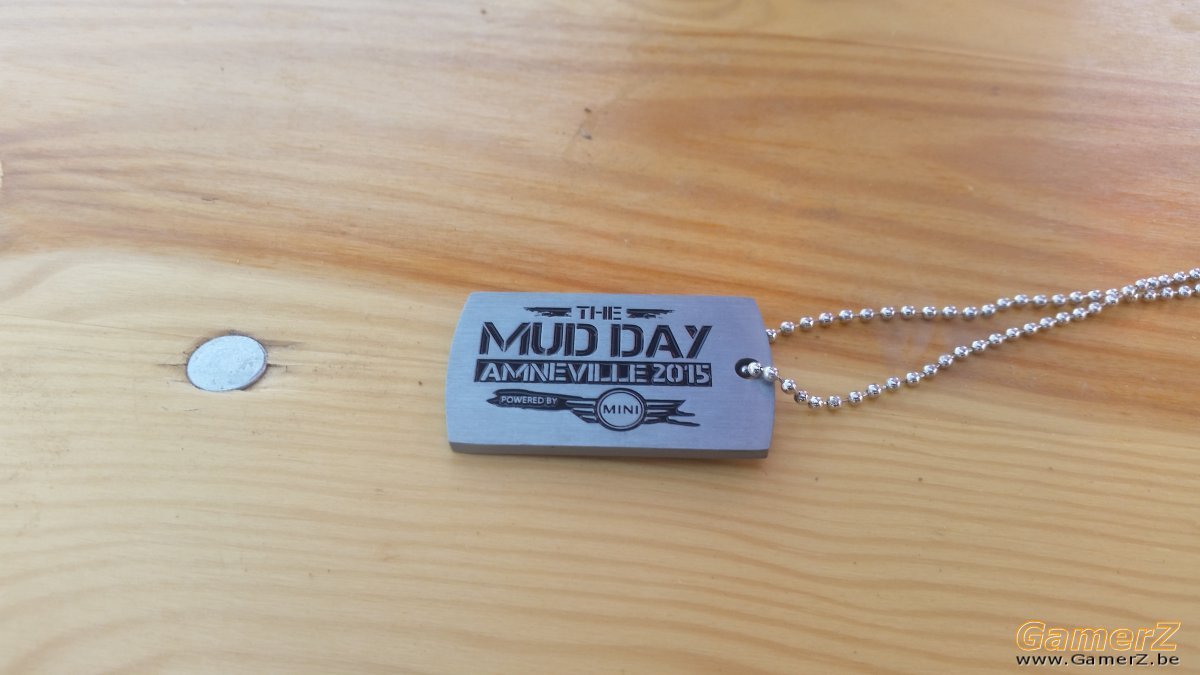 THE
MUD DAY
AMNEVILLE 2015
POWERED BY
MINI
GamerZ
www.GamerZ.be